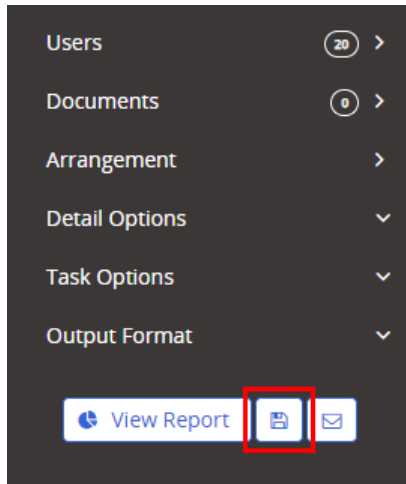 Users 20
Documents 0
Arrangement
Detail Options
Task Options
Output Format
View Report